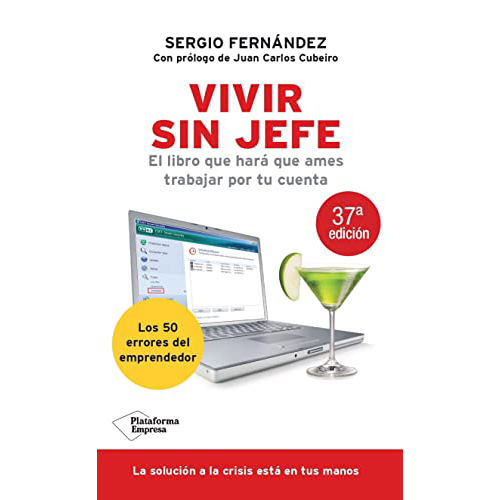 SERGIO FERNÁNDEZ
Con prólogo de Juan Carlos Cubeiro
VIVIR
SIN JEFE
El libro que hará que ames
trabajar por tu cuenta
37ª
edición
Los 50
errores del
emprendedor
Plataforma
Empresa
La solución a la crisis está en tus manos